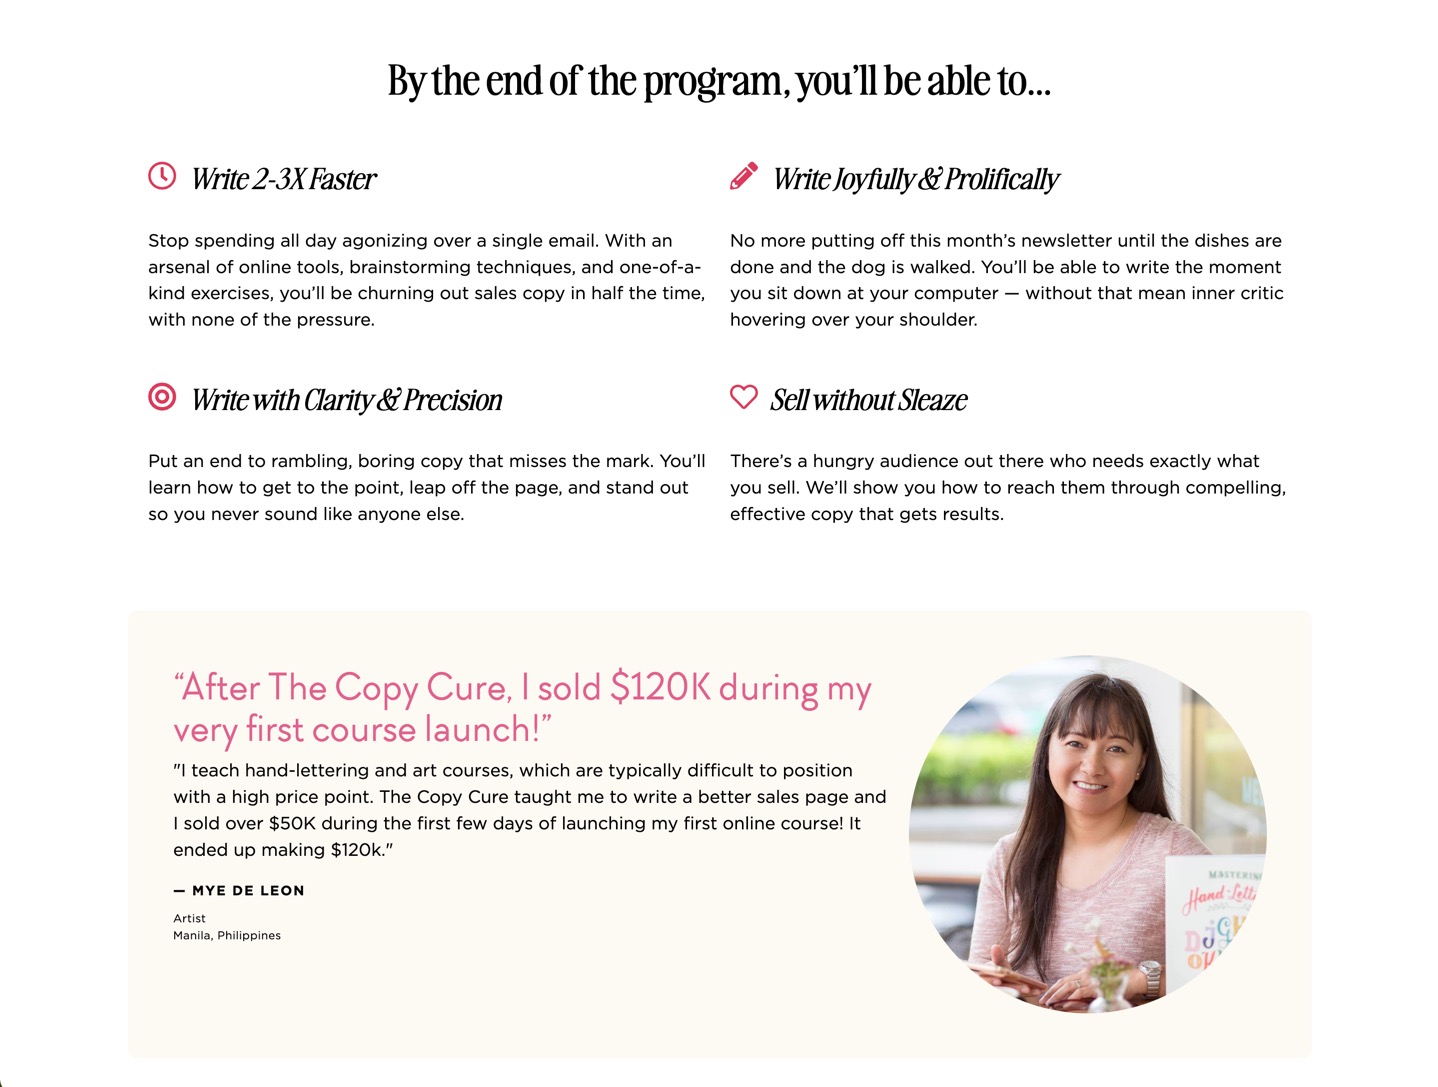 By the end of the program, you’ll be able to...
Write 2-3X Faster
Stop spending all day agonizing over a single email. With an
arsenal of online tools, brainstorming techniques, and one-of-a-
kind exercises, you’ll be churning out sales copy in half the time,
with none of the pressure.
Write Joyfully & Prolifically
No more putting off this month’s newsletter until the dishes are
done and the dog is walked. You’ll be able to write the moment
you sit down at your computer — without that mean inner critic
hovering over your shoulder.
Write with Clarity & Precision
Put an end to rambling, boring copy that misses the mark. You’ll
learn how to get to the point, leap off the page, and stand out
so you never sound like anyone else.
Sell without Sleaze
There’s a hungry audience out there who needs exactly what
you sell. We’ll show you how to reach them through compelling,
effective copy that gets results.
“After The Copy Cure, I sold $120K during my
very first course launch!”
"I teach hand-lettering and art courses, which are typically difficult to position
with a high price point. The Copy Cure taught me to write a better sales page and
I sold over $50K during the first few days of launching my first online course! It
ended up making $120k."
— MYE DE LEON
Artist
Manila, Philippines
MASTERING
Hand-Lett